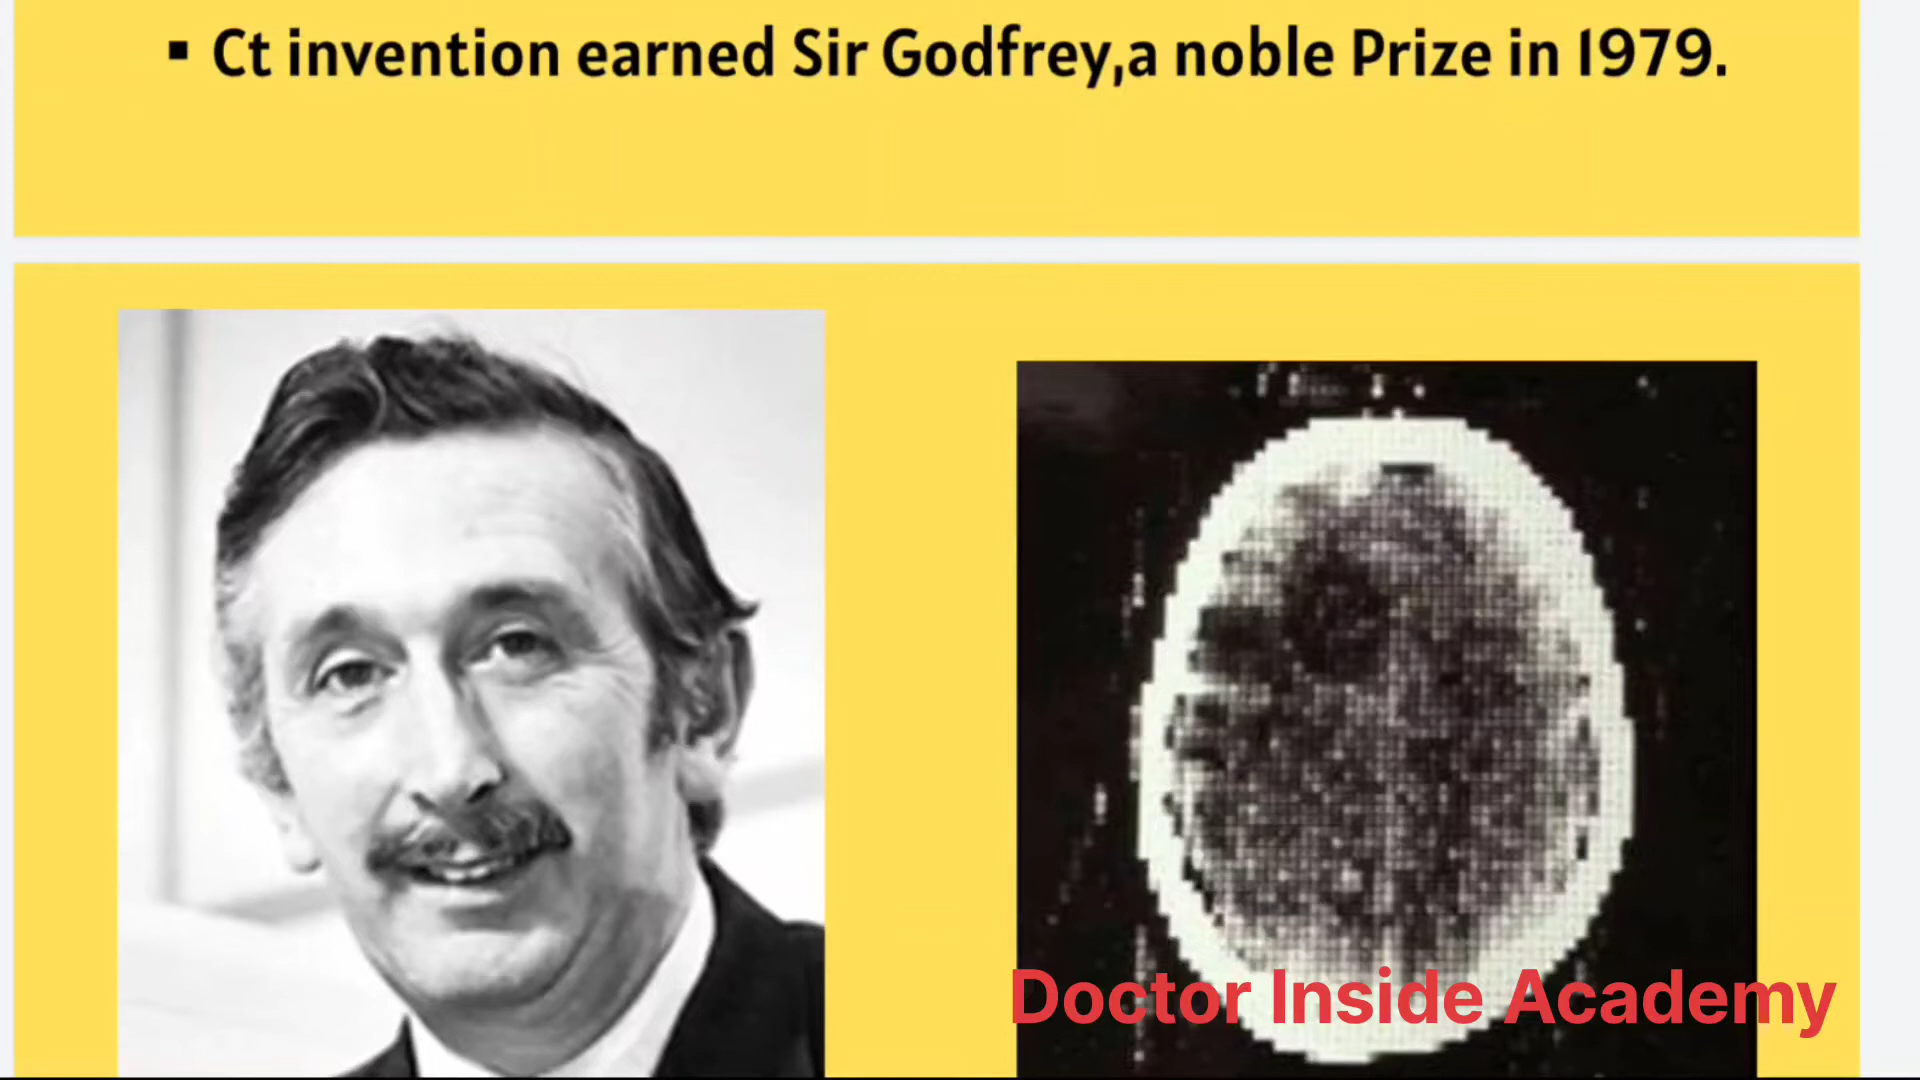 ▪ Ct invention earned Sir Godfrey,a noble Prize in 1979.
Doctor Inside Academy